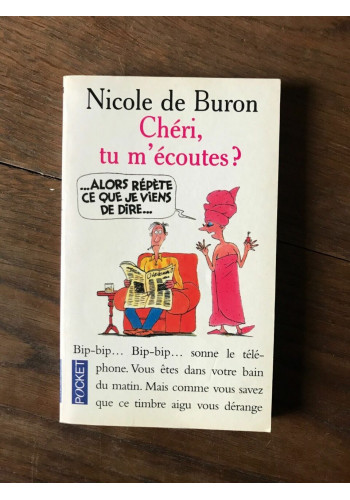 Nicole de Buron
Chéri,
tu m'écoutes?
...ALORS RÉPÈTE
CE QUE JE VIENS
DE DIRE...
Bip-bip... Bip-bip... sonne le télé-
phone. Vous êtes dans votre bain
du matin. Mais comme vous savez
que ce timbre aigu vous dérange
POCKET